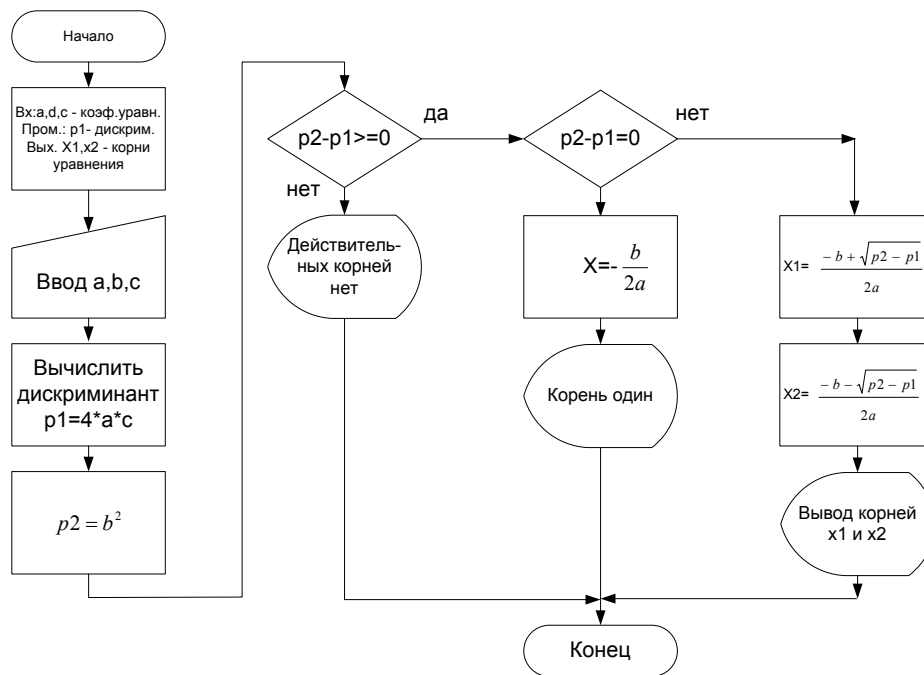 Начало
Вх:a,d,c - коэф.уравн.
Пром.: p1- дискрим.
Вых. X1,x2 - корни
уравнения
Ввод a,b,c
Вычислить
дискриминант
p1=4*a*c
p2 = b²
p2-p1>=0
да
нет
Действитель-
ных корней
нет
p2-p1=0
нет
X=- b / 2a
Корень один
X1= (-b + √(p2 - p1)) / 2a
X2= (-b - √(p2 - p1)) / 2a
Вывод корней
x1 и x2
Конец